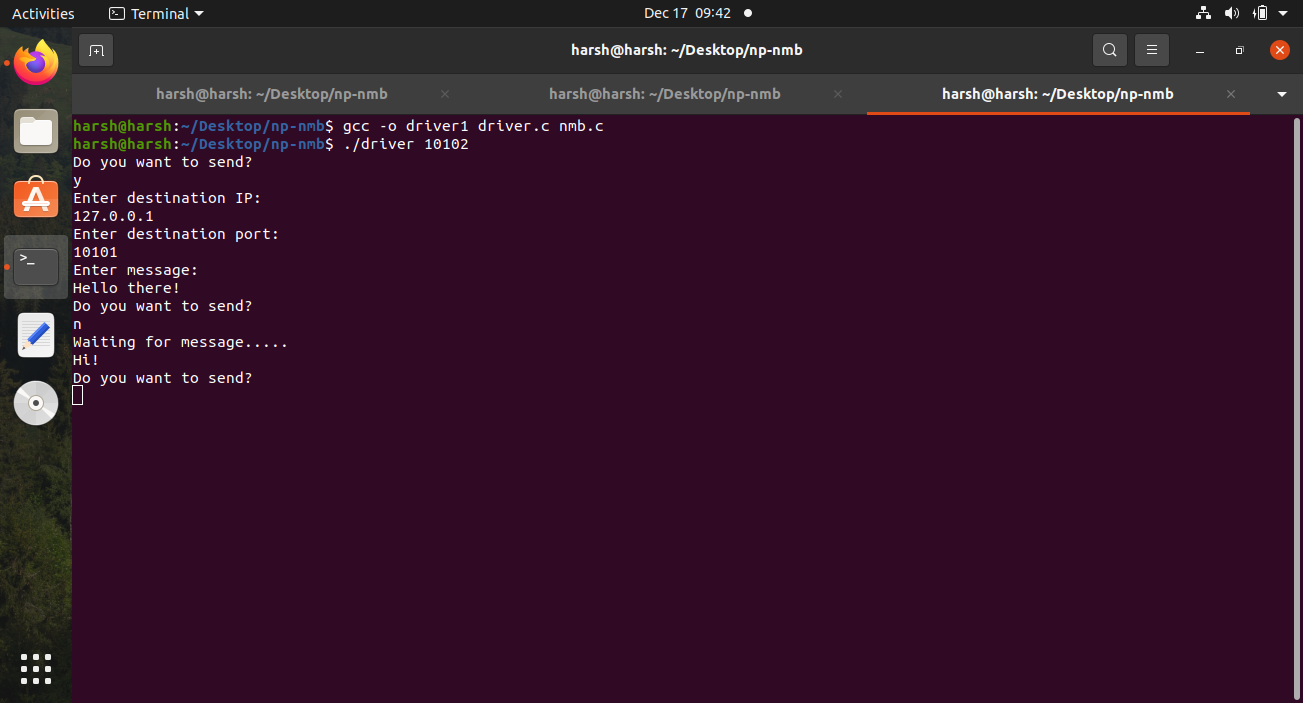 Activities
Terminal
Dec 17 09:42
harsh@harsh: ~/Desktop/np-nmb
harsh@harsh: ~/Desktop/np-nmb
harsh@harsh: ~/Desktop/np-nmb
harsh@harsh: ~/Desktop/np-nmb
harsh@harsh:~/Desktop/np-nmb$ gcc -o driver1 driver.c nmb.c
harsh@harsh:~/Desktop/np-nmb$ ./driver 10102
Do you want to send?
y
Enter destination IP:
127.0.0.1
Enter destination port:
10101
Enter message:
Hello there!
Do you want to send?
n
Waiting for message.....
Hi!
Do you want to send?